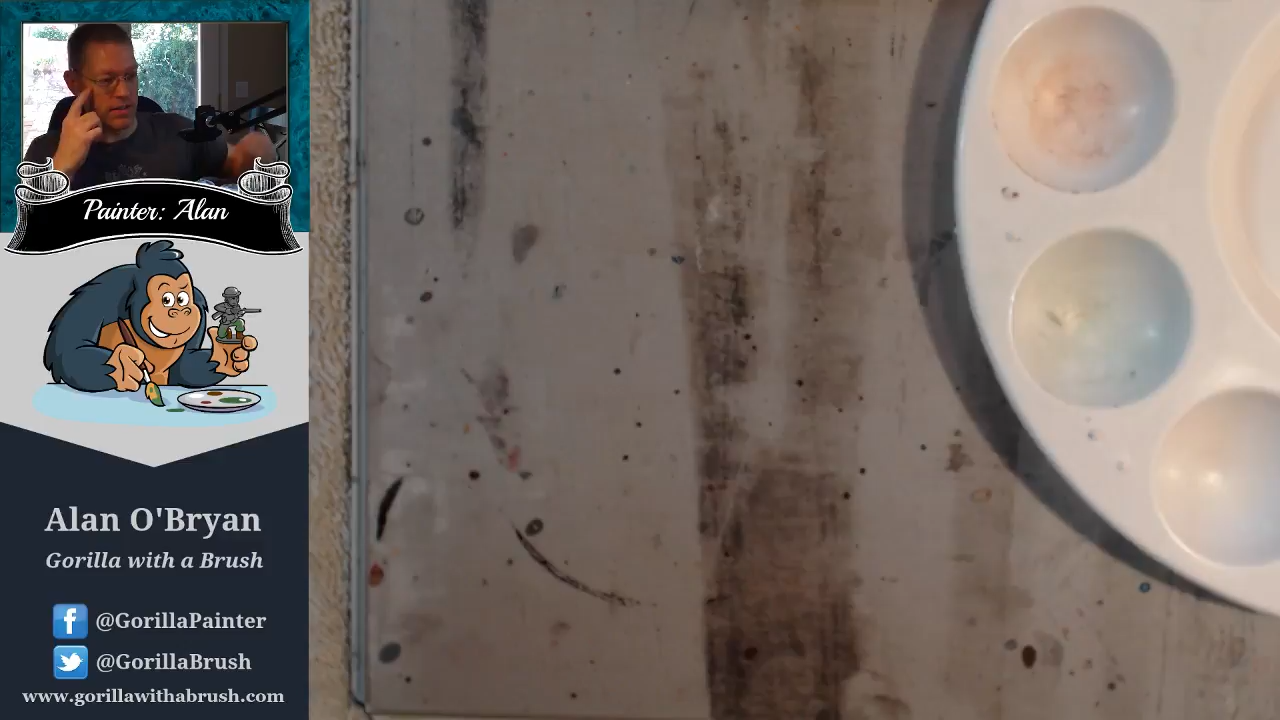 Painter: Alan
Alan O'Bryan
Gorilla with a Brush
@GorillaPainter
@GorillaBrush
www.gorillawithabrush.com